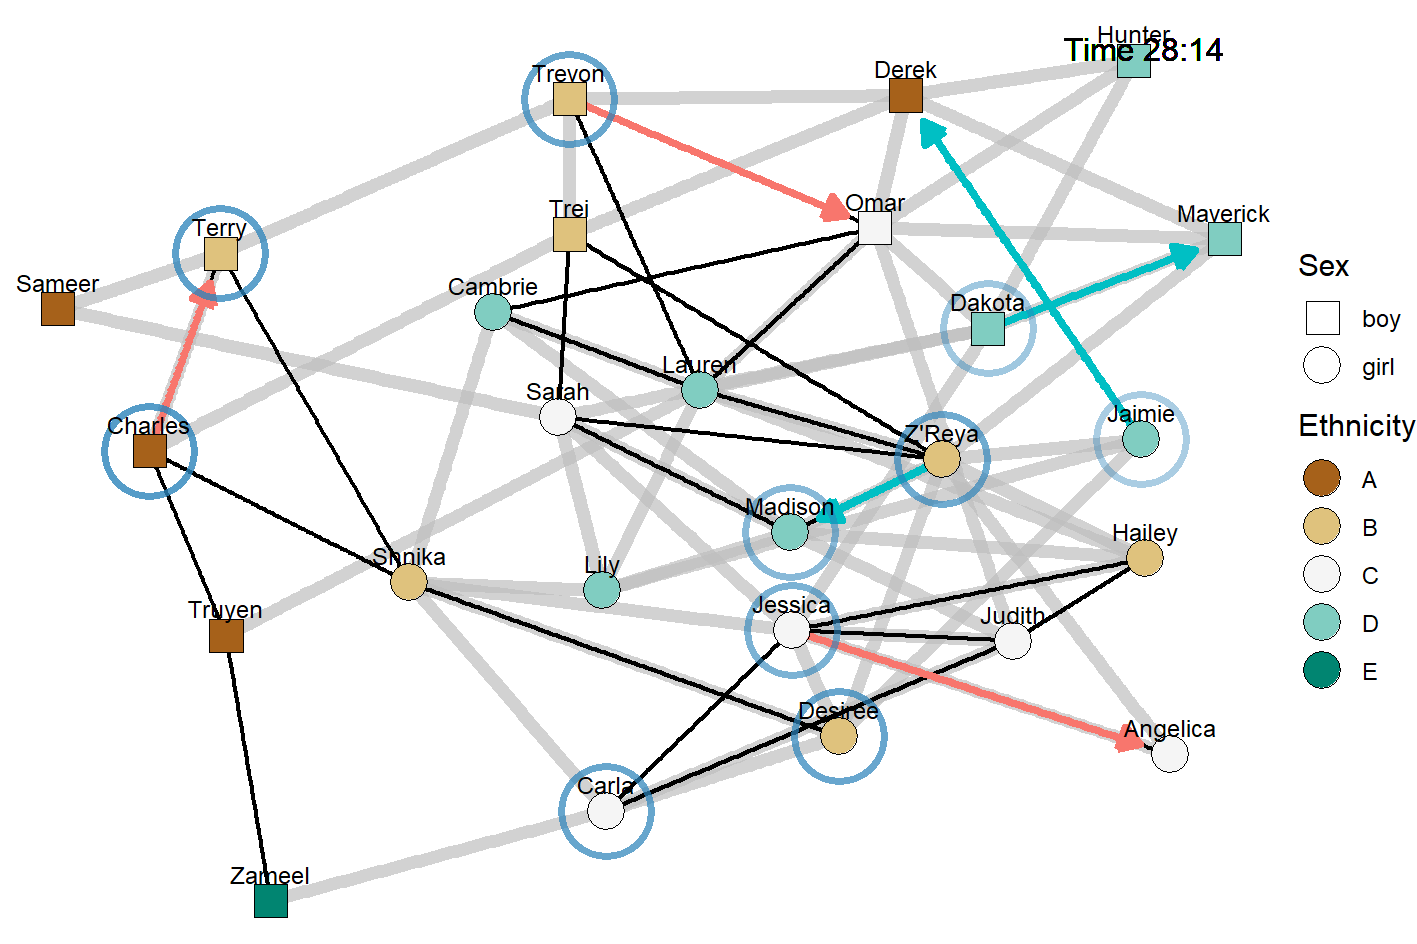 Hunter
Time 28:14
Trevon
Derek
Trei
Omar
Maverick
Terry
Sameer
Cambrie
Dakota
Lauren
Sarah
Charles
Z'Reya
Jaimie
Madison
Hailey
Shnika
Lily
Truyen
Jessica
Judith
Desiree
Angelica
Carla
Zameel
Sex
boy
girl
Ethnicity
A
B
C
D
E